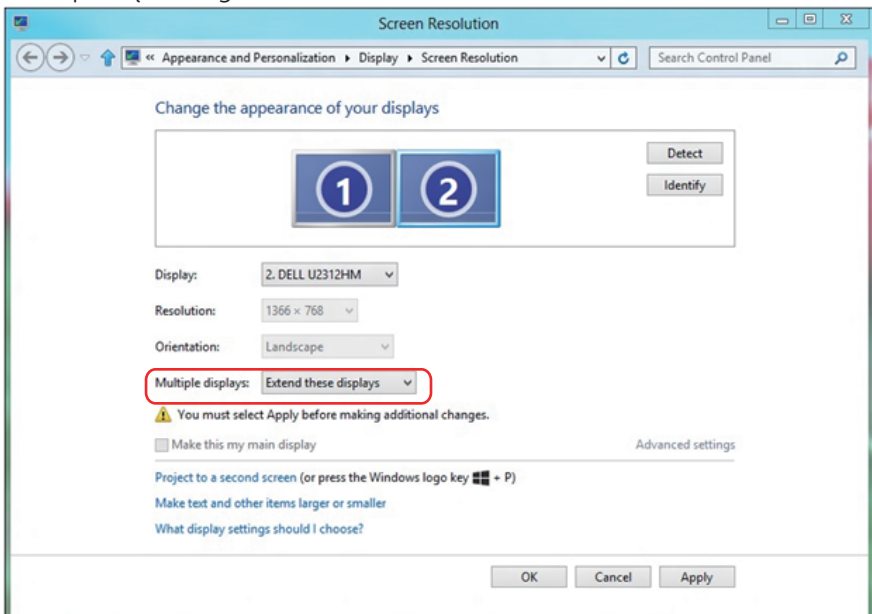 Screen Resolution
« Appearance and Personalization ▸ Display ▸ Screen Resolution
Search Control Panel
Change the appearance of your displays
1 2
Detect
Identify
Display: 2. DELL U2312HM
Resolution: 1366 × 768
Orientation: Landscape
Multiple displays: Extend these displays
You must select Apply before making additional changes.
Make this my main display Advanced settings
Project to a second screen (or press the Windows logo key + P)
Make text and other items larger or smaller
What display settings should I choose?
OK Cancel Apply